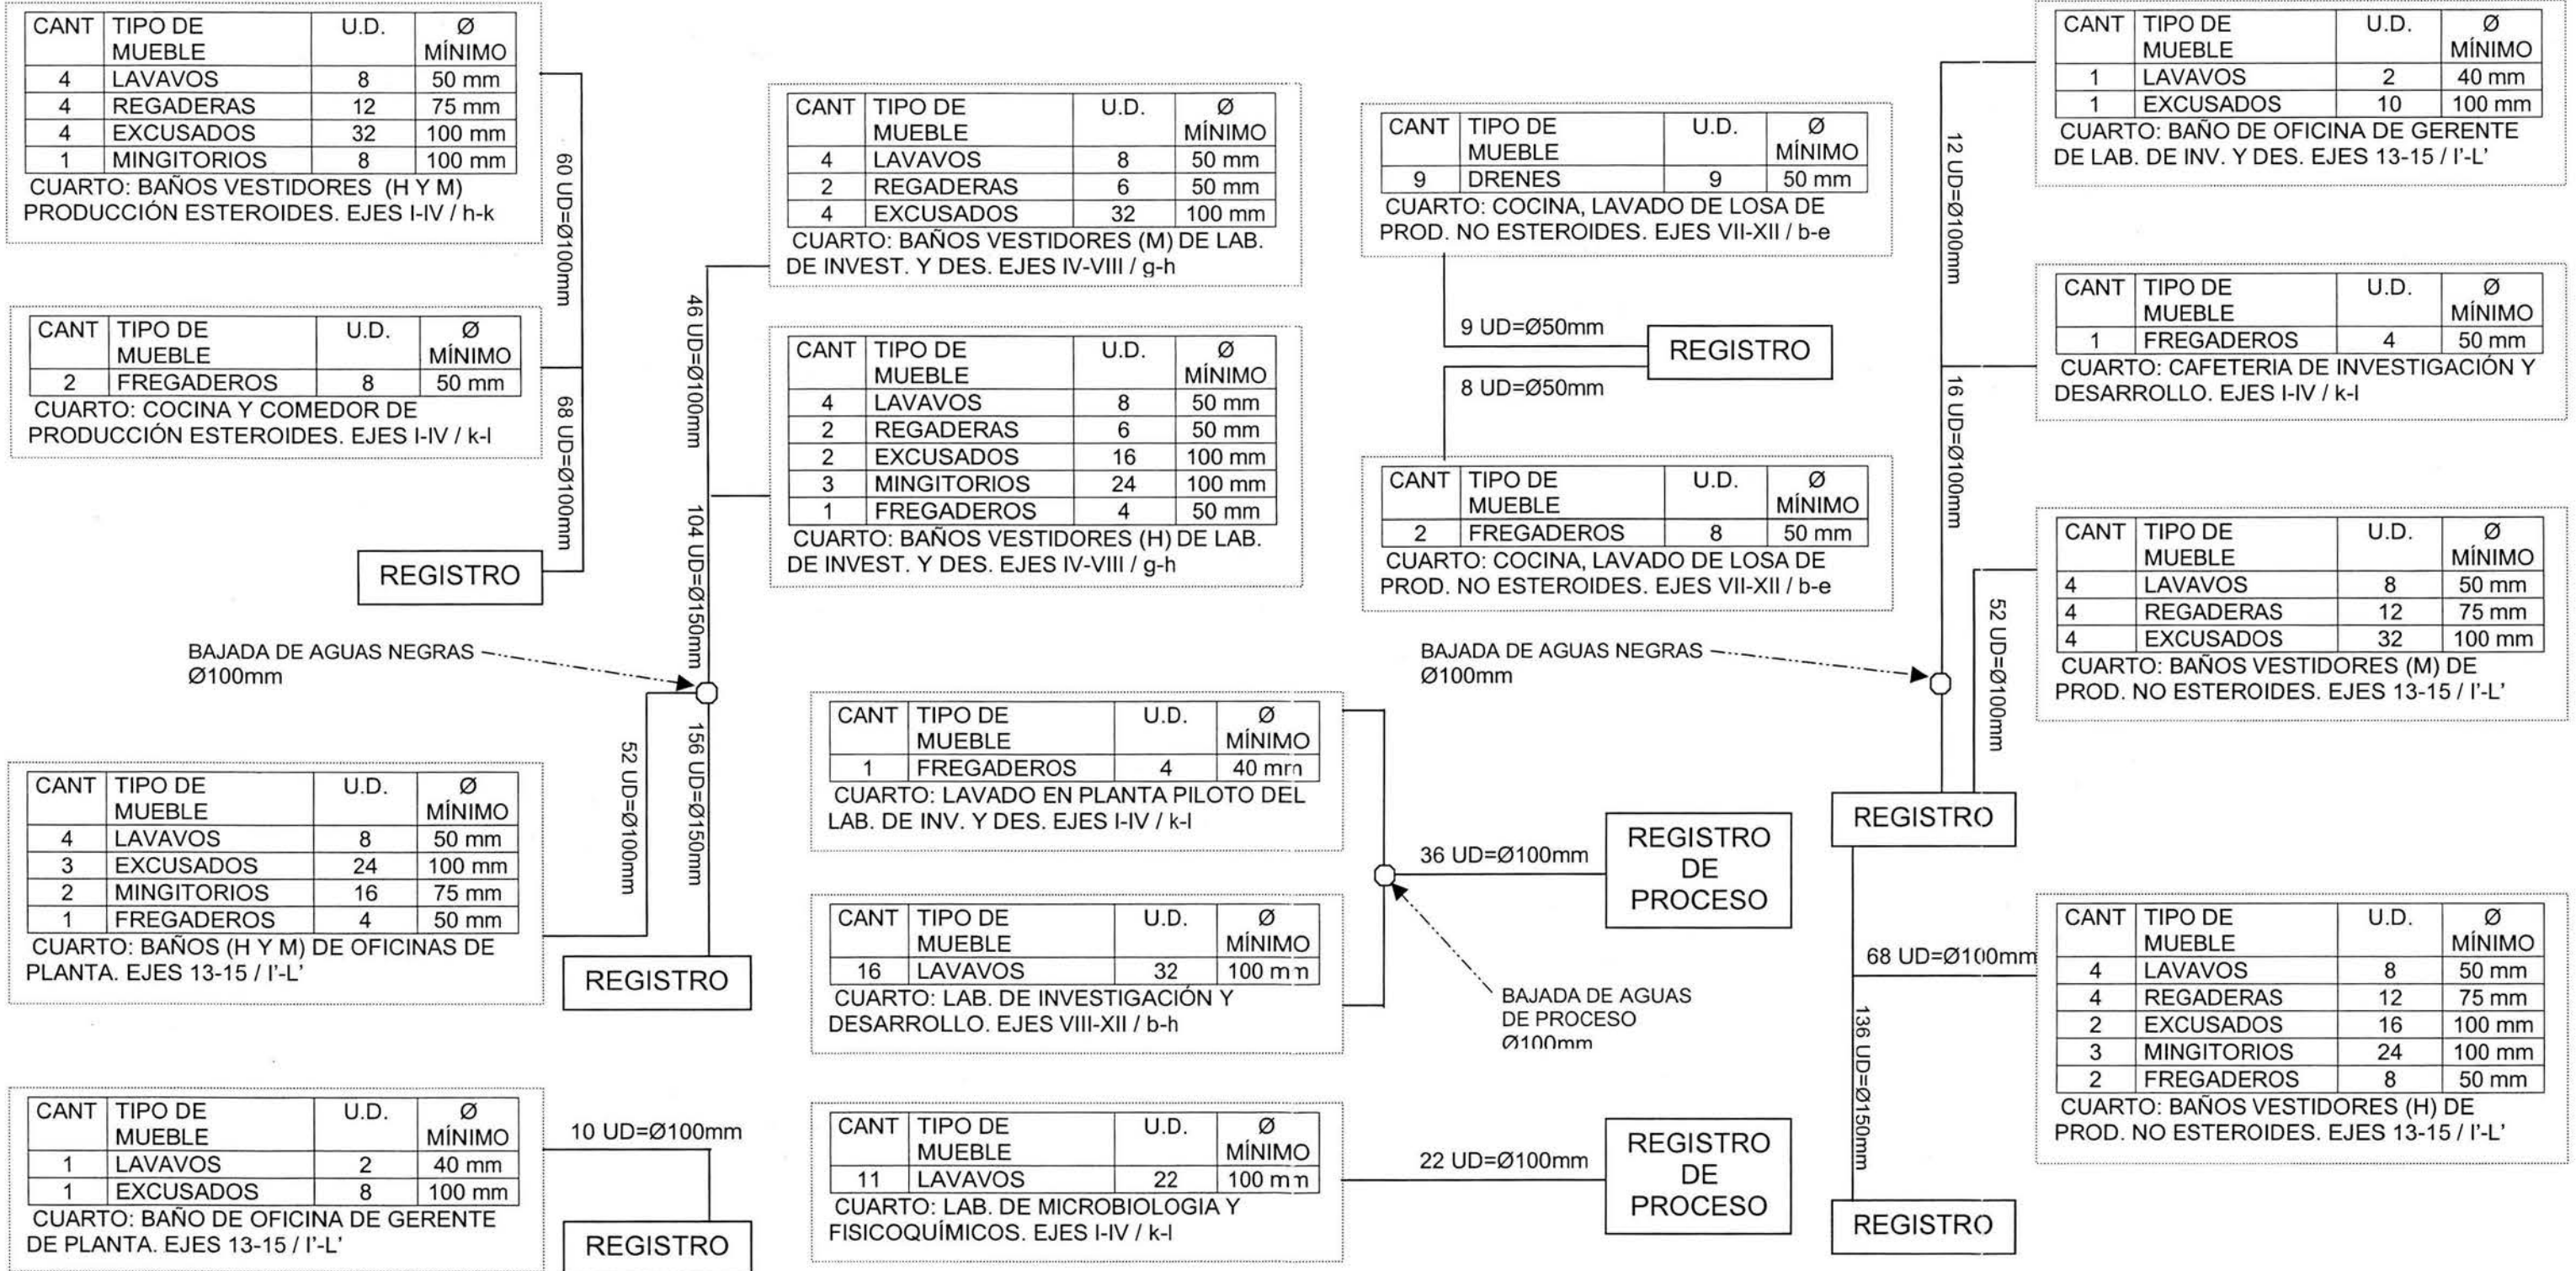 CANT TIPO DE MUEBLE U.D. Ø MÍNIMO
4 LAVAVOS 8 50 mm
4 REGADERAS 12 75 mm
4 EXCUSADOS 32 100 mm
1 MINGITORIOS 8 100 mm
CUARTO: BAÑOS VESTIDORES (H Y M)
PRODUCCIÓN ESTEROIDES. EJES I-IV / h-k
60 UD=Ø100mm
CANT TIPO DE MUEBLE U.D. Ø MÍNIMO
2 FREGADEROS 8 50 mm
CUARTO: COCINA Y COMEDOR DE
PRODUCCIÓN ESTEROIDES. EJES I-IV / k-l
68 UD=Ø100mm
REGISTRO
CANT TIPO DE MUEBLE U.D. Ø MÍNIMO
4 LAVAVOS 8 50 mm
2 REGADERAS 6 50 mm
4 EXCUSADOS 32 100 mm
CUARTO: BAÑOS VESTIDORES (M) DE LAB.
DE INVEST. Y DES. EJES IV-VIII / g-h
46 UD=Ø100mm
CANT TIPO DE MUEBLE U.D. Ø MÍNIMO
4 LAVAVOS 8 50 mm
2 REGADERAS 6 50 mm
2 EXCUSADOS 16 100 mm
3 MINGITORIOS 24 100 mm
1 FREGADEROS 4 50 mm
CUARTO: BAÑOS VESTIDORES (H) DE LAB.
DE INVEST. Y DES. EJES IV-VIII / g-h
104 UD=Ø150mm
BAJADA DE AGUAS NEGRAS
Ø100mm
52 UD=Ø100mm
156 UD=Ø150mm
CANT TIPO DE MUEBLE U.D. Ø MÍNIMO
4 LAVAVOS 8 50 mm
3 EXCUSADOS 24 100 mm
2 MINGITORIOS 16 75 mm
1 FREGADEROS 4 50 mm
CUARTO: BAÑOS (H Y M) DE OFICINAS DE
PLANTA. EJES 13-15 / I'-L'
REGISTRO
CANT TIPO DE MUEBLE U.D. Ø MÍNIMO
1 LAVAVOS 2 40 mm
1 EXCUSADOS 8 100 mm
CUARTO: BAÑO DE OFICINA DE GERENTE
DE PLANTA. EJES 13-15 / I'-L'
10 UD=Ø100mm
REGISTRO
CANT TIPO DE MUEBLE U.D. Ø MÍNIMO
9 DRENES 9 50 mm
CUARTO: COCINA, LAVADO DE LOSA DE
PROD. NO ESTEROIDES. EJES VII-XII / b-e
9 UD=Ø50mm
REGISTRO
8 UD=Ø50mm
CANT TIPO DE MUEBLE U.D. Ø MÍNIMO
2 FREGADEROS 8 50 mm
CUARTO: COCINA, LAVADO DE LOSA DE
PROD. NO ESTEROIDES. EJES VII-XII / b-e
CANT TIPO DE MUEBLE U.D. Ø MÍNIMO
1 FREGADEROS 4 40 mm
CUARTO: LAVADO EN PLANTA PILOTO DEL
LAB. DE INV. Y DES. EJES I-IV / k-l
36 UD=Ø100mm
REGISTRO
DE
PROCESO
CANT TIPO DE MUEBLE U.D. Ø MÍNIMO
16 LAVAVOS 32 100 mm
CUARTO: LAB. DE INVESTIGACIÓN Y
DESARROLLO. EJES VIII-XII / b-h
BAJADA DE AGUAS
DE PROCESO
Ø100mm
CANT TIPO DE MUEBLE U.D. Ø MÍNIMO
11 LAVAVOS 22 100 mm
CUARTO: LAB. DE MICROBIOLOGIA Y
FISICOQUÍMICOS. EJES I-IV / k-l
22 UD=Ø100mm
REGISTRO
DE
PROCESO
CANT TIPO DE MUEBLE U.D. Ø MÍNIMO
1 LAVAVOS 2 40 mm
1 EXCUSADOS 10 100 mm
CUARTO: BAÑO DE OFICINA DE GERENTE
DE LAB. DE INV. Y DES. EJES 13-15 / I'-L'
12 UD=Ø100mm
CANT TIPO DE MUEBLE U.D. Ø MÍNIMO
1 FREGADEROS 4 50 mm
CUARTO: CAFETERIA DE INVESTIGACIÓN Y
DESARROLLO. EJES I-IV / k-l
16 UD=Ø100mm
CANT TIPO DE MUEBLE U.D. Ø MÍNIMO
4 LAVAVOS 8 50 mm
4 REGADERAS 12 75 mm
4 EXCUSADOS 32 100 mm
CUARTO: BAÑOS VESTIDORES (M) DE
PROD. NO ESTEROIDES. EJES 13-15 / I'-L'
52 UD=Ø100mm
BAJADA DE AGUAS NEGRAS
Ø100mm
REGISTRO
68 UD=Ø100mm
CANT TIPO DE MUEBLE U.D. Ø MÍNIMO
4 LAVAVOS 8 50 mm
4 REGADERAS 12 75 mm
2 EXCUSADOS 16 100 mm
3 MINGITORIOS 24 100 mm
2 FREGADEROS 8 50 mm
CUARTO: BAÑOS VESTIDORES (H) DE
PROD. NO ESTEROIDES. EJES 13-15 / I'-L'
136 UD=Ø150mm
REGISTRO